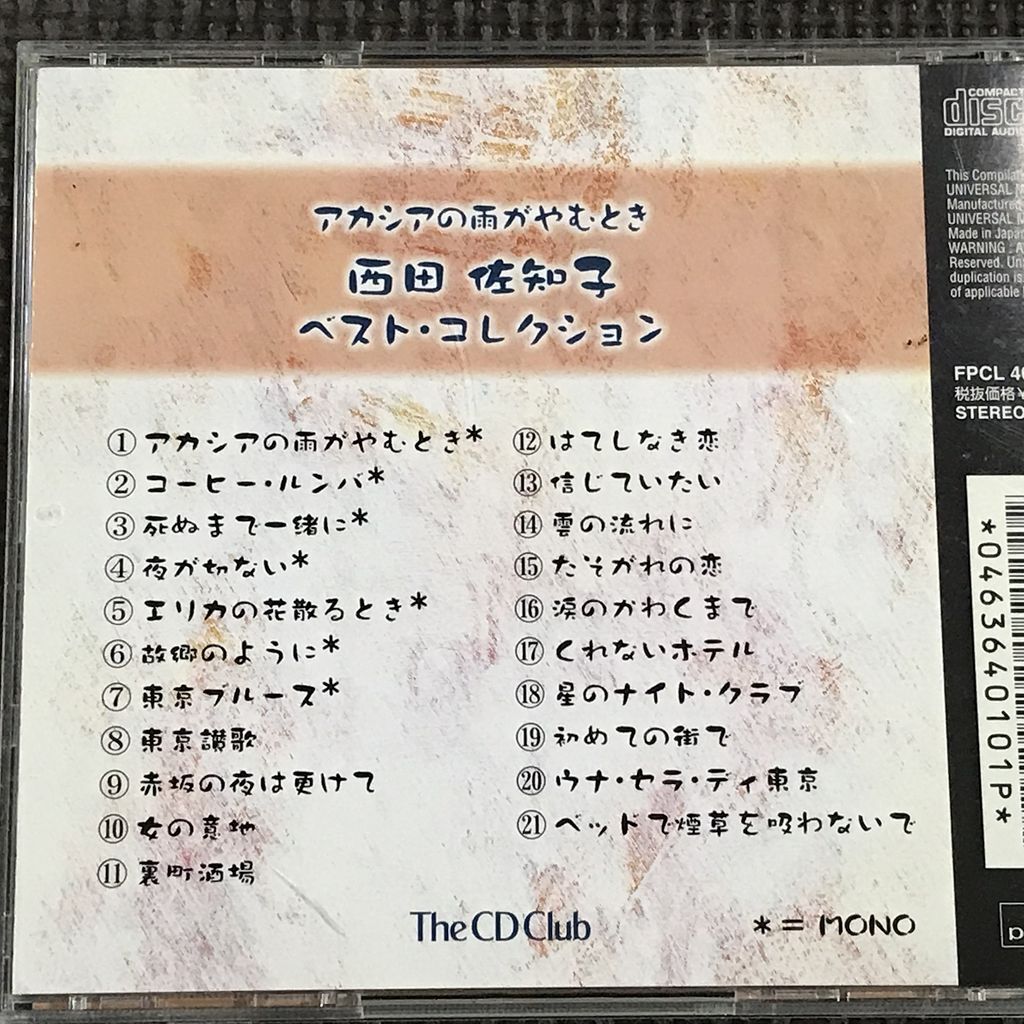 アカシアの雨がやむとき
西田 佐知子
ベスト・コレクション
① アカシアの雨がやむとき*
② コーヒー・ルンバ*
③ 死ぬまで一緒に*
④ 夜が切ない*
⑤ エリカの花散るとき*
⑥ 故郷のように*
⑦ 東京ブルース*
⑧ 東京讃歌
⑨ 赤坂の夜は更けて
⑩ 女の意地
⑪ 裏町酒場
⑫ はてしなき恋
⑬ 信じていたい
⑭ 雲の流れに
⑮ たそがれの恋
⑯ 涙のかわくまで
⑰ くれないホテル
⑱ 星のナイト・クラブ
⑲ 初めての街で
⑳ ウナ・セラ・ディ東京
㉑ ベッドで煙草を吸わないで
The CD Club
*= MONO
COMPACT
disc
DIGITAL AUDIO
This Compilat
UNIVERSAL M
Manufactured
UNIVERSAL M
Made in Japan
WARNING : A
Reserved. Un
duplication is
of applicable
FPCL 40
税抜価格¥
STEREO
*0463640101P*